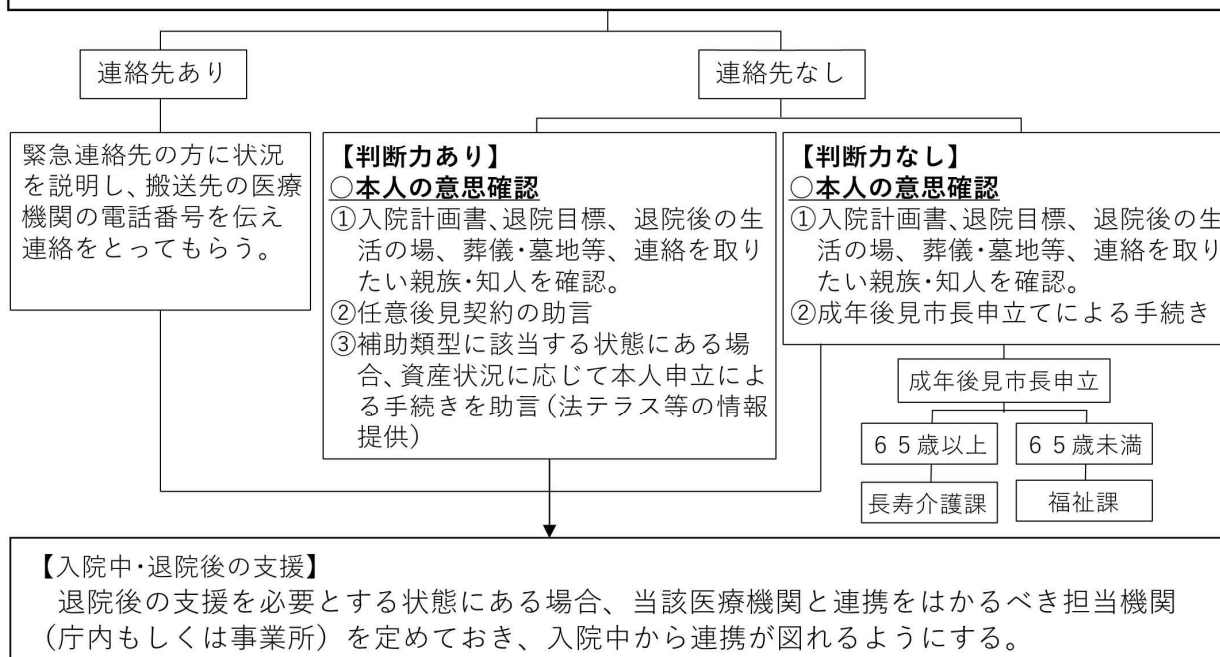 連絡先あり
連絡先なし
緊急連絡先の方に状況
を説明し、搬送先の医療
機関の電話番号を伝え
連絡をとってもらう。
【判断力あり】
○本人の意思確認
①入院計画書、退院目標、退院後の生
活の場、葬儀・墓地等、連絡を取り
たい親族・知人を確認。
②任意後見契約の助言
③補助類型に該当する状態にある場
合、資産状況に応じて本人申立によ
る手続きを助言(法テラス等の情報
提供)
【判断力なし】
○本人の意思確認
①入院計画書、退院目標、退院後の生
活の場、葬儀・墓地等、連絡を取り
たい親族・知人を確認。
②成年後見市長申立てによる手続き
成年後見市長申立
65歳以上
65歳未満
長寿介護課
福祉課
【入院中・退院後の支援】
退院後の支援を必要とする状態にある場合、当該医療機関と連携をはかるべき担当機関
(庁内もしくは事業所)を定めておき、入院中から連携が図れるようにする。